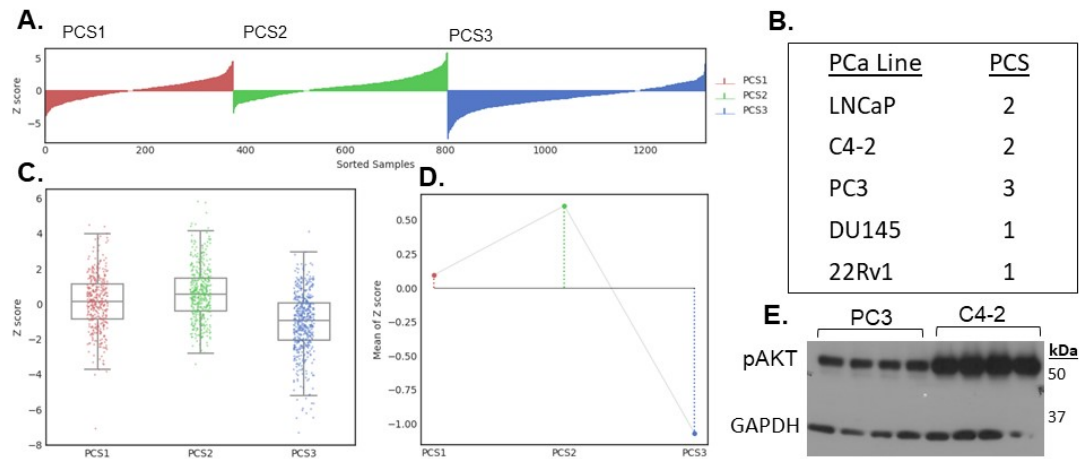 A.
PCS1 PCS2 PCS3
Z score
5
0
−5
0 200 400 600 800 1000 1200
Sorted Samples
PCS1
PCS2
PCS3
B.
PCa Line PCS
LNCaP 2
C4-2 2
PC3 3
DU145 1
22Rv1 1
C.
Z score
6
4
2
0
−2
−4
−6
−8
PCS1 PCS2 PCS3
D.
Mean of Z score
0.50
0.25
0.00
−0.25
−0.50
−0.75
−1.00
PCS1 PCS2 PCS3
E.
PC3 C4-2
pAKT
GAPDH
kDa
50
37